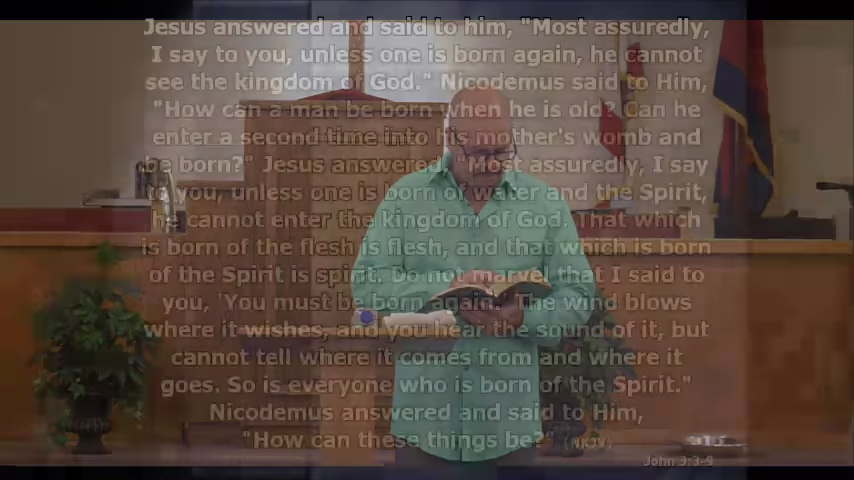 Jesus answered and said to him, "Most assuredly,
I say to you, unless one is born again, he cannot
see the kingdom of God." Nicodemus said to Him,
"How can a man be born when he is old? Can he
enter a second time into his mother's womb and
be born?" Jesus answered, "Most assuredly, I say
to you, unless one is born of water and the Spirit,
he cannot enter the kingdom of God. That which
is born of the flesh is flesh, and that which is born
of the Spirit is spirit. Do not marvel that I said to
you, 'You must be born again.' The wind blows
where it wishes, and you hear the sound of it, but
cannot tell where it comes from and where it
goes. So is everyone who is born of the Spirit."
Nicodemus answered and said to Him,
"How can these things be?" (NKJV)
John 3:3-9